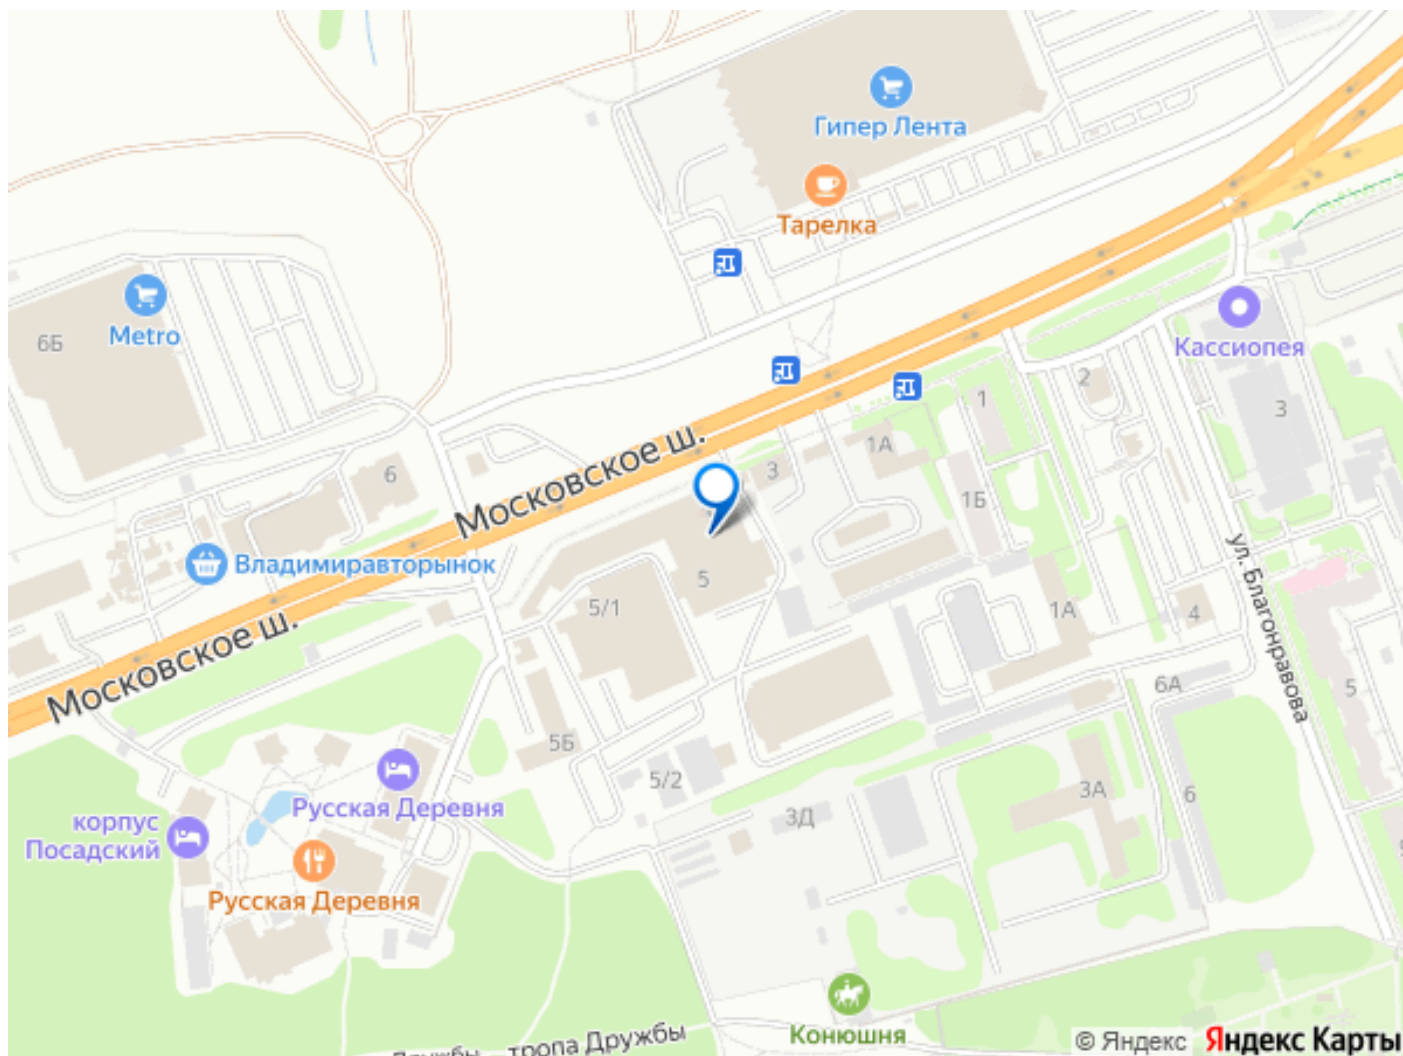 Гипер Лента
Тарелка
Metro
6Б
Кассиопея
2
1
3
1А
3
6
1Б
Московское ш.
Владимиравторынок
5
5/1
1А
4
ул. Благонравова
Московское ш.
6А
5
5Б
5/2
3А
6
3Д
Русская Деревня
корпус
Посадский
Русская Деревня
Конюшня
тропа Дружбы
© Яндекс Яндекс Карты